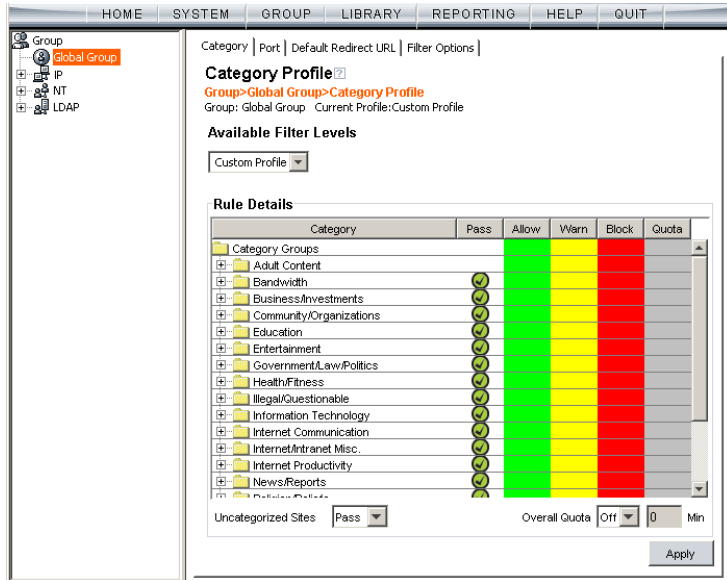 HOME SYSTEM GROUP LIBRARY REPORTING HELP QUIT
Group
Global Group
IP
NT
LDAP
Category Port Default Redirect URL Filter Options
Category Profile ?
Group>Global Group>Category Profile
Group: Global Group Current Profile:Custom Profile
Available Filter Levels
Custom Profile
Rule Details
Category Pass Allow Warn Block Quota
Category Groups
Adult Content
Bandwidth
Business/Investments
Community/Organizations
Education
Entertainment
Government/Law/Politics
Health/Fitness
Illegal/Questionable
Information Technology
Internet Communication
Internet/Intranet Misc.
Internet Productivity
News/Reports
Religion/Beliefs
Uncategorized Sites Pass Overall Quota Off 0 Min
Apply